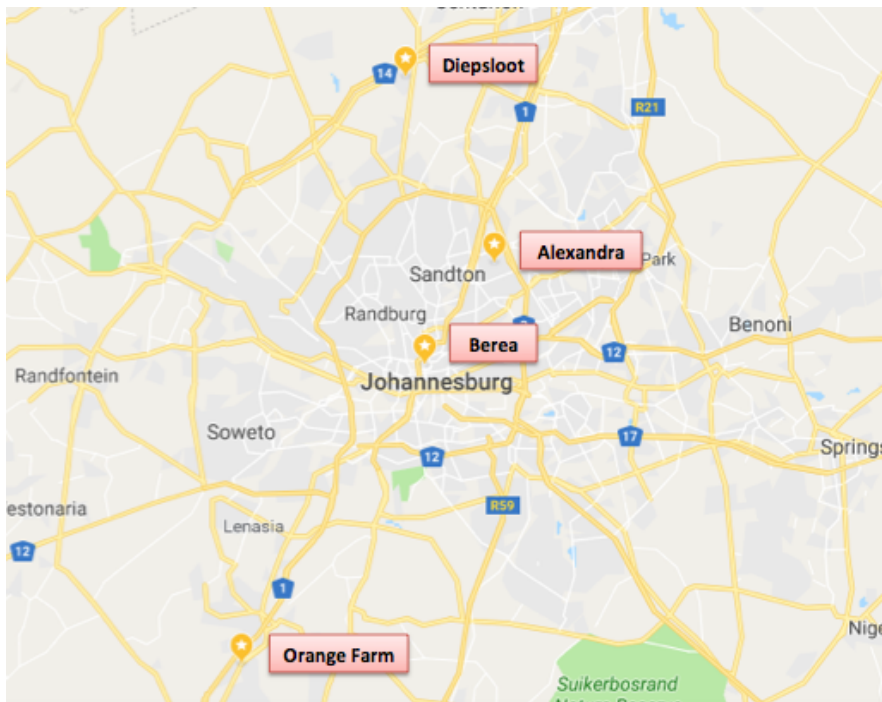 Diepsloot
14
1
R21
Alexandra
Park
Sandton
Randburg
Benoni
Berea
12
Randfontein
Johannesburg
Soweto
17
Springs
12
R59
estonaria
Lenasia
12
1
Nige
Orange Farm
Suikerbosrand